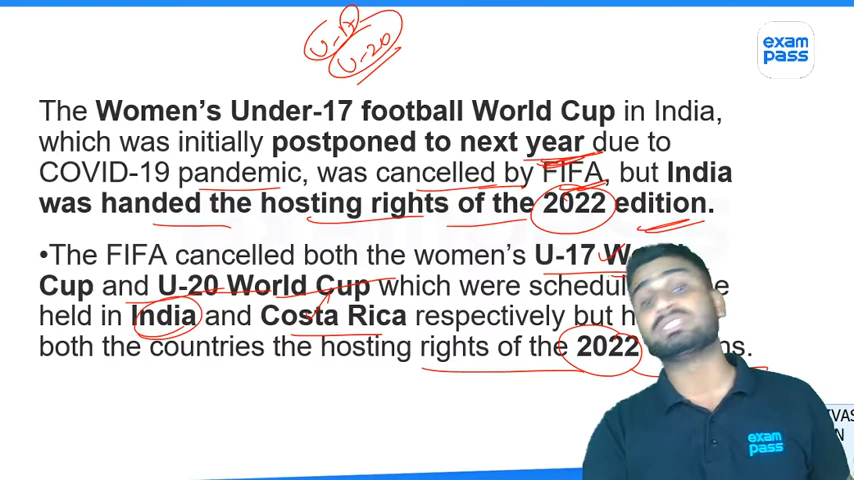 U-17
U-20
exam
pass
The Women's Under-17 football World Cup in India,
which was initially postponed to next year due to
COVID-19 pandemic, was cancelled by FIFA, but India
was handed the hosting rights of the 2022 edition.
•The FIFA cancelled both the women's U-17 W
Cup and U-20 World Cup which were schedul
held in India and Costa Rica respectively but h
both the countries the hosting rights of the 2022
exam
pass